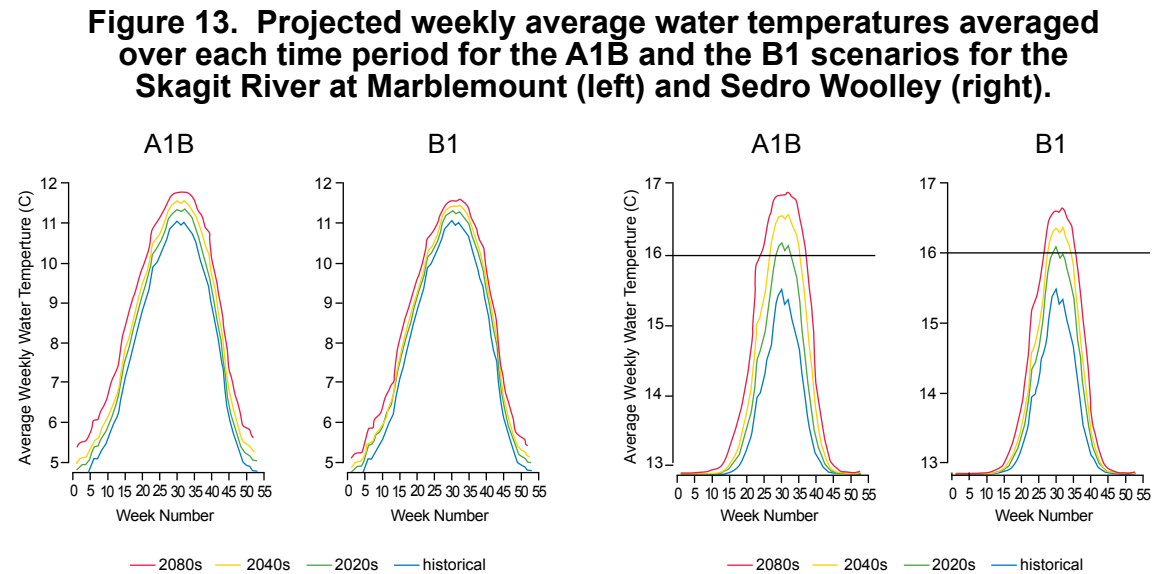 Figure 13. Projected weekly average water temperatures averaged
over each time period for the A1B and the B1 scenarios for the
Skagit River at Marblemount (left) and Sedro Woolley (right).
A1B
B1
A1B
B1
Average Weekly Water Temperture (C)
12
11
10
9
8
7
6
5
0 5 10 15 20 25 30 35 40 45 50 55
Week Number
12
11
10
9
8
7
6
5
0 5 10 15 20 25 30 35 40 45 50 55
Week Number
2080s 2040s 2020s historical
Average Weekly Water Temperture (C)
17
16
15
14
13
0 5 10 15 20 25 30 35 40 45 50 55
Week Number
17
16
15
14
13
0 5 10 15 20 25 30 35 40 45 50 55
Week Number
2080s 2040s 2020s historical